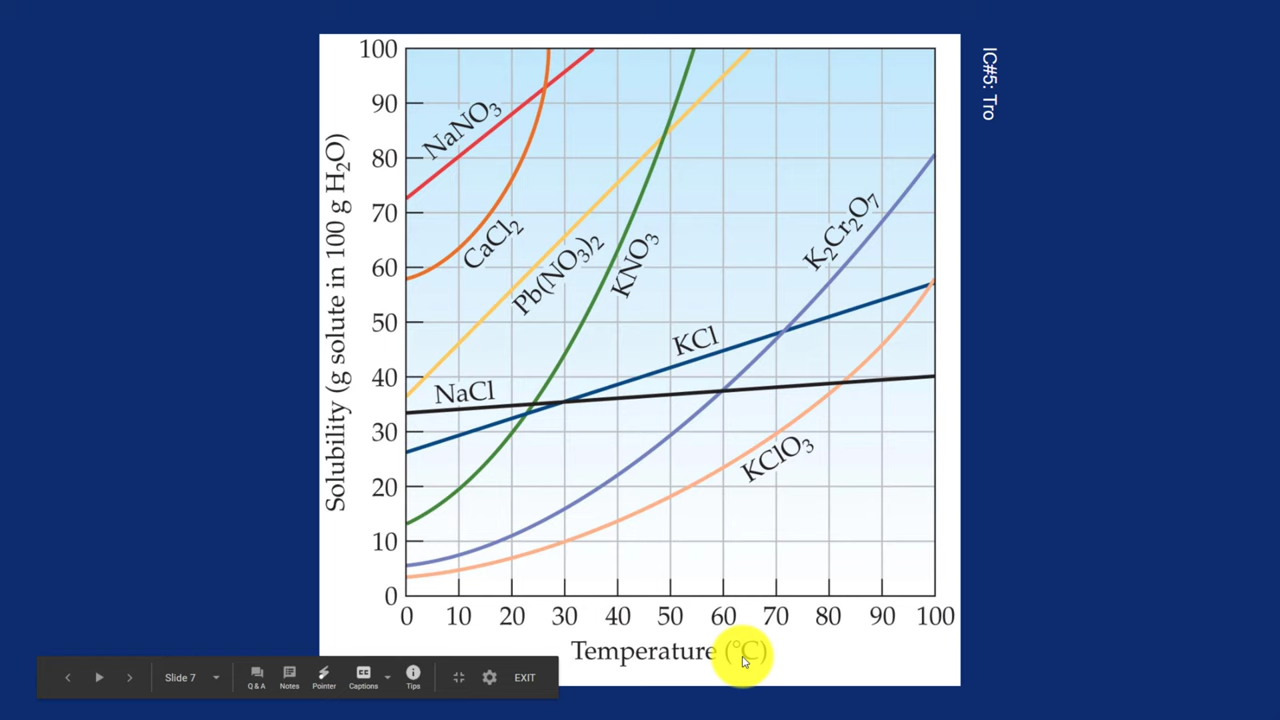 IC#5: Tro
Solubility (g solute in 100 g H₂O)
100
90
80
70
60
50
40
30
20
10
0
NaNO₃
CaCl₂
Pb(NO₃)₂
KNO₃
K₂Cr₂O₇
KCl
NaCl
KClO₃
0 10 20 30 40 50 60 70 80 90 100
Temperature (°C)
Slide 7
Q & A
Notes
Pointer
CC
Captions
Tips
EXIT